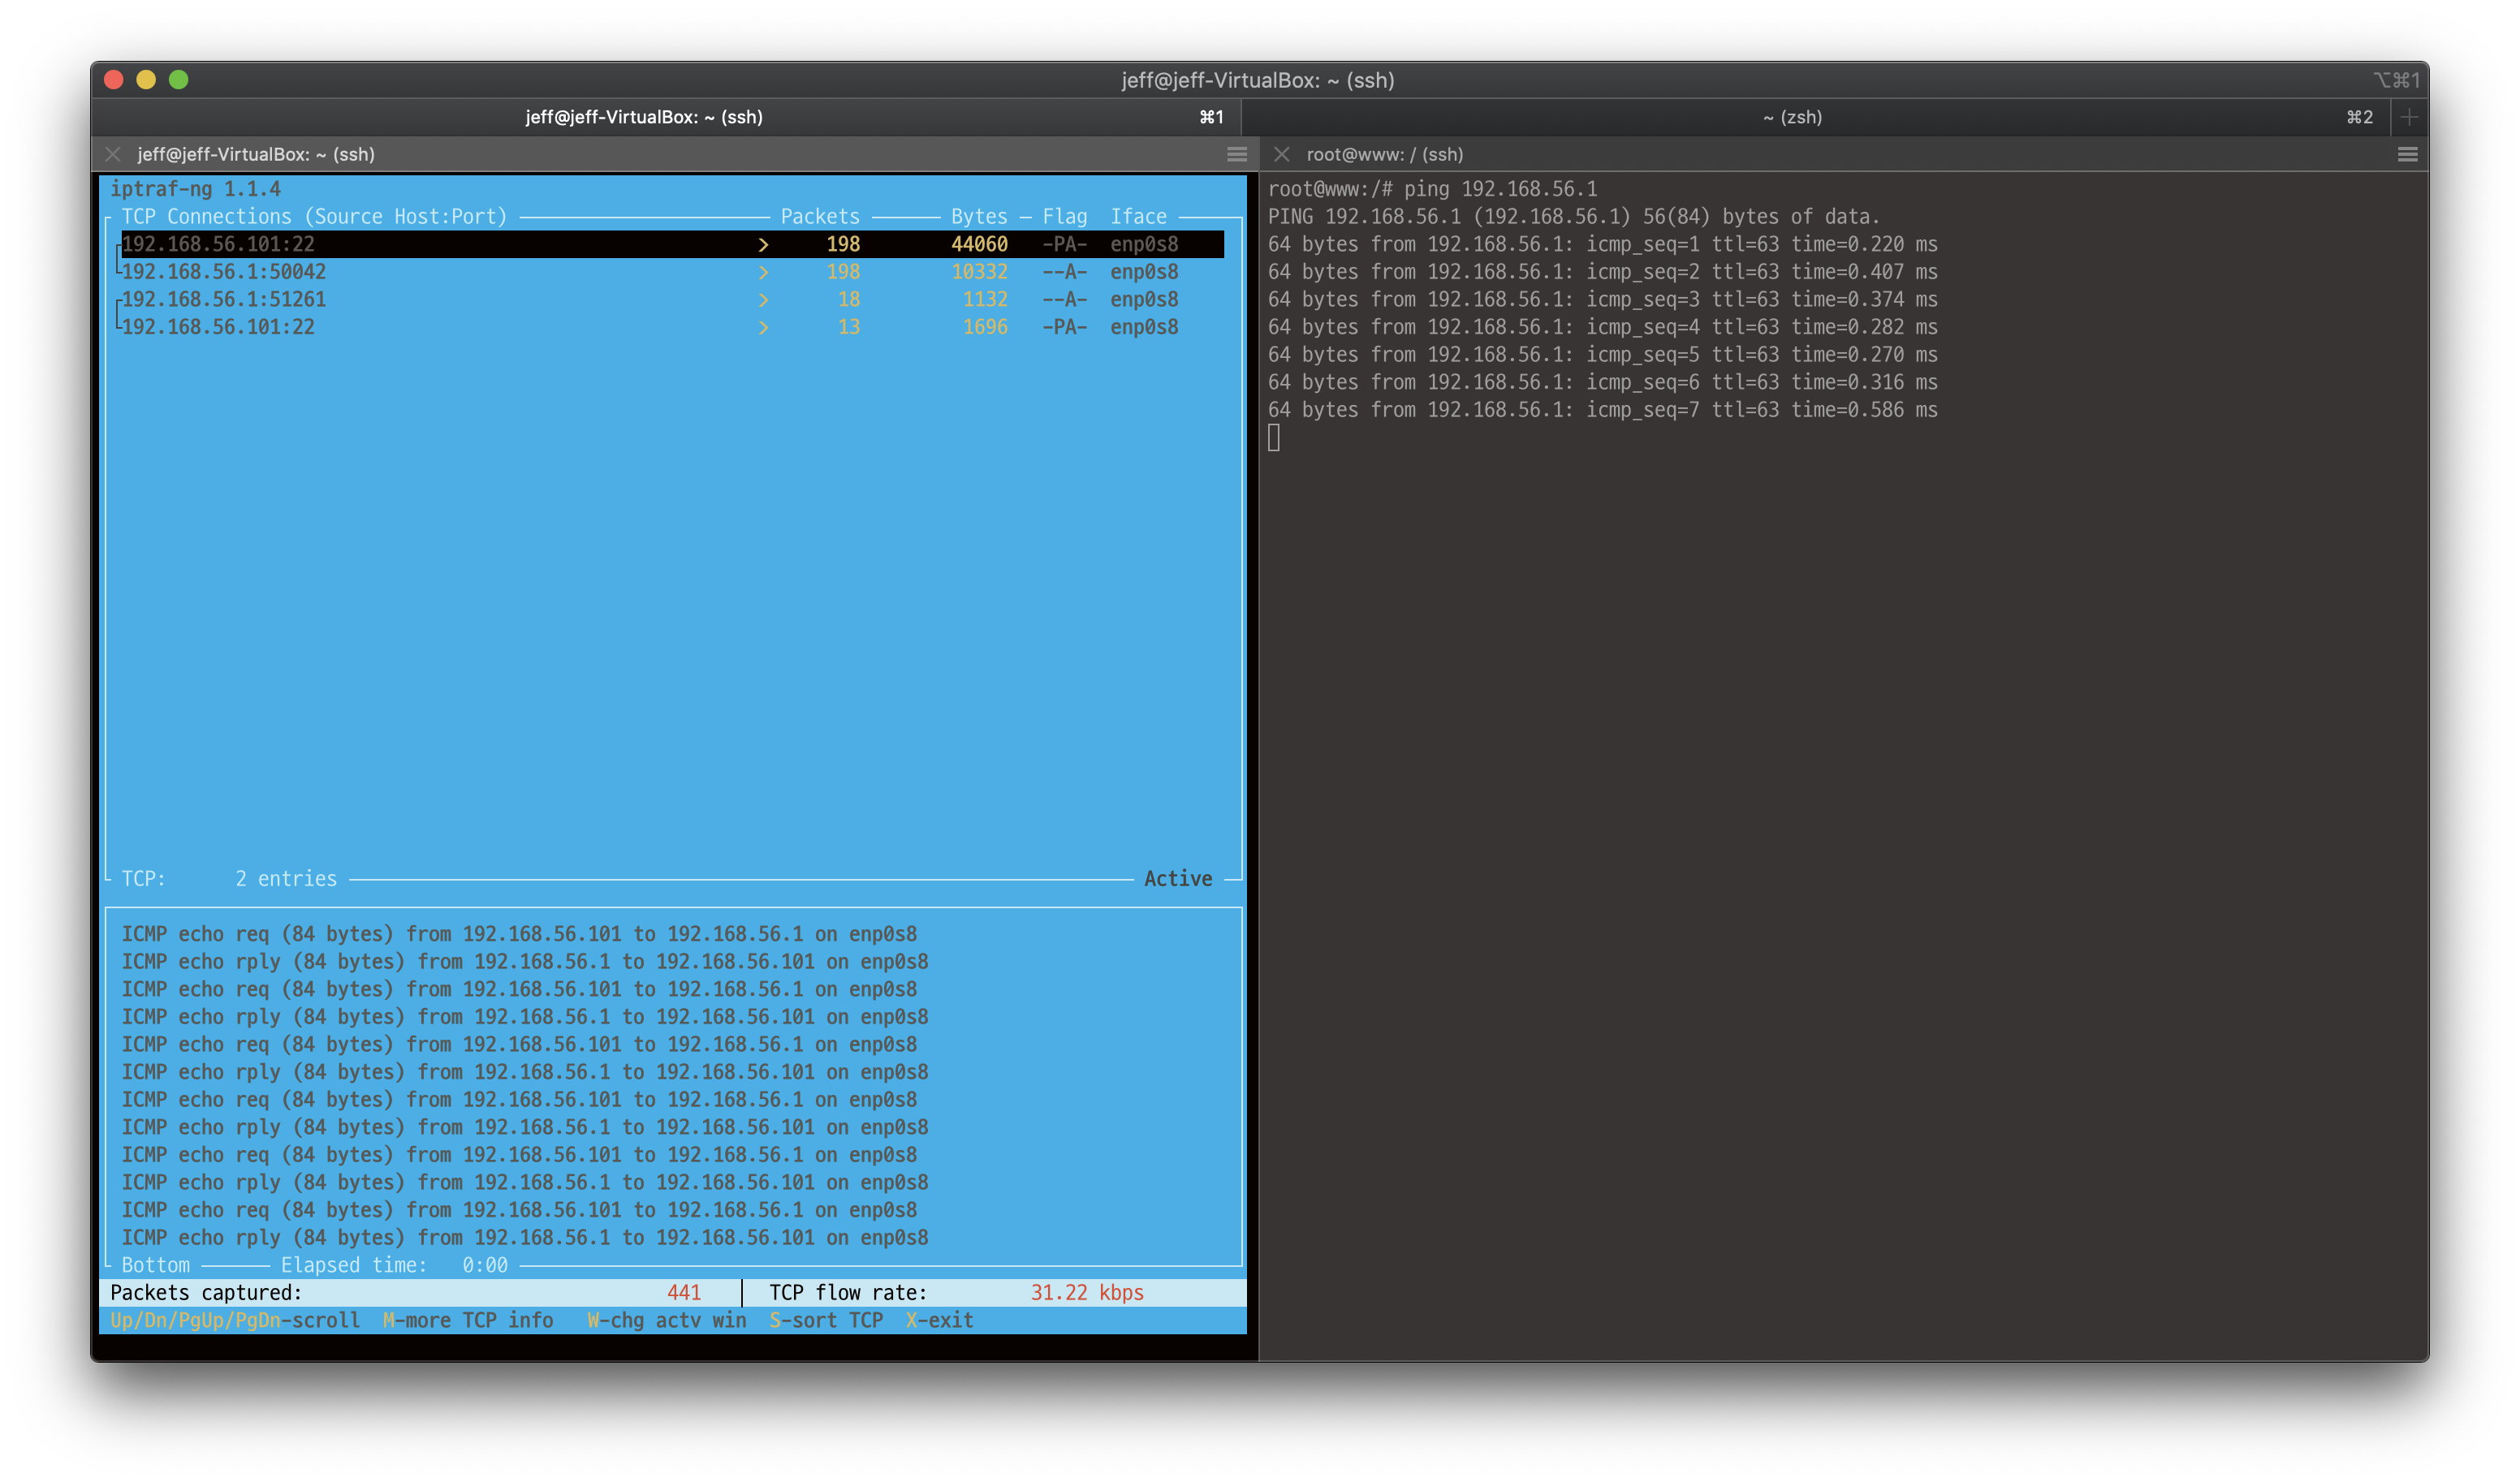 jeff@jeff-VirtualBox: ~ (ssh)
⌥⌘1
jeff@jeff-VirtualBox: ~ (ssh)
⌘1
~ (zsh)
⌘2
jeff@jeff-VirtualBox: ~ (ssh)
iptraf-ng 1.1.4
TCP Connections (Source Host:Port) Packets Bytes Flag Iface
192.168.56.101:22 > 198 44060 -PA- enp0s8
192.168.56.1:50042 > 198 10332 --A- enp0s8
192.168.56.1:51261 > 18 1132 --A- enp0s8
192.168.56.101:22 > 13 1696 -PA- enp0s8
TCP: 2 entries Active
ICMP echo req (84 bytes) from 192.168.56.101 to 192.168.56.1 on enp0s8
ICMP echo rply (84 bytes) from 192.168.56.1 to 192.168.56.101 on enp0s8
ICMP echo req (84 bytes) from 192.168.56.101 to 192.168.56.1 on enp0s8
ICMP echo rply (84 bytes) from 192.168.56.1 to 192.168.56.101 on enp0s8
ICMP echo req (84 bytes) from 192.168.56.101 to 192.168.56.1 on enp0s8
ICMP echo rply (84 bytes) from 192.168.56.1 to 192.168.56.101 on enp0s8
ICMP echo req (84 bytes) from 192.168.56.101 to 192.168.56.1 on enp0s8
ICMP echo rply (84 bytes) from 192.168.56.1 to 192.168.56.101 on enp0s8
ICMP echo req (84 bytes) from 192.168.56.101 to 192.168.56.1 on enp0s8
ICMP echo rply (84 bytes) from 192.168.56.1 to 192.168.56.101 on enp0s8
ICMP echo req (84 bytes) from 192.168.56.101 to 192.168.56.1 on enp0s8
ICMP echo rply (84 bytes) from 192.168.56.1 to 192.168.56.101 on enp0s8
Bottom Elapsed time: 0:00
Packets captured: 441 TCP flow rate: 31.22 kbps
Up/Dn/PgUp/PgDn-scroll M-more TCP info W-chg actv win S-sort TCP X-exit
root@www: / (ssh)
root@www:/# ping 192.168.56.1
PING 192.168.56.1 (192.168.56.1) 56(84) bytes of data.
64 bytes from 192.168.56.1: icmp_seq=1 ttl=63 time=0.220 ms
64 bytes from 192.168.56.1: icmp_seq=2 ttl=63 time=0.407 ms
64 bytes from 192.168.56.1: icmp_seq=3 ttl=63 time=0.374 ms
64 bytes from 192.168.56.1: icmp_seq=4 ttl=63 time=0.282 ms
64 bytes from 192.168.56.1: icmp_seq=5 ttl=63 time=0.270 ms
64 bytes from 192.168.56.1: icmp_seq=6 ttl=63 time=0.316 ms
64 bytes from 192.168.56.1: icmp_seq=7 ttl=63 time=0.586 ms